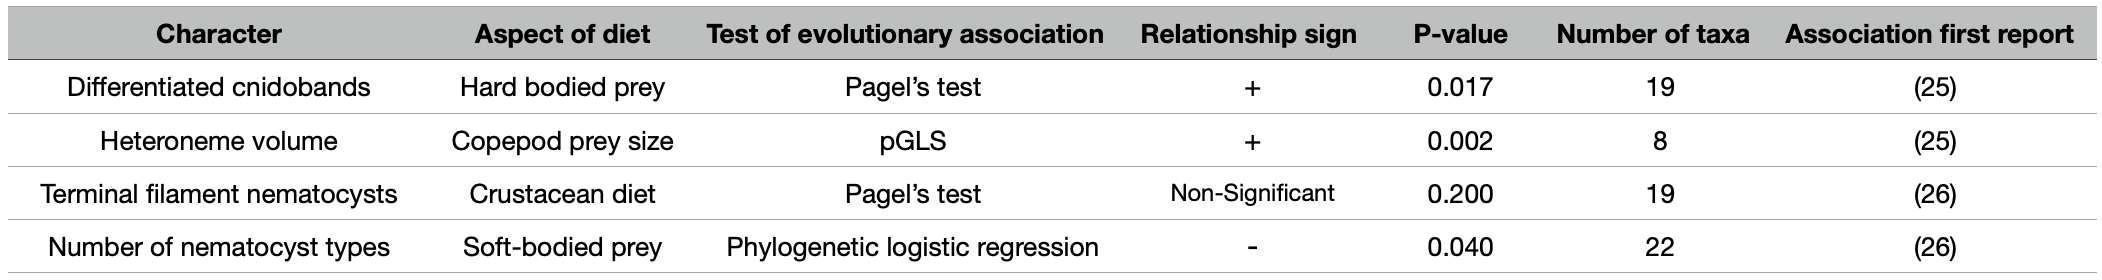 Character Aspect of diet Test of evolutionary association Relationship sign P-value Number of taxa Association first report
Differentiated cnidobands Hard bodied prey Pagel’s test + 0.017 19 (25)
Heteroneme volume Copepod prey size pGLS + 0.002 8 (25)
Terminal filament nematocysts Crustacean diet Pagel’s test Non-Significant 0.200 19 (26)
Number of nematocyst types Soft-bodied prey Phylogenetic logistic regression - 0.040 22 (26)